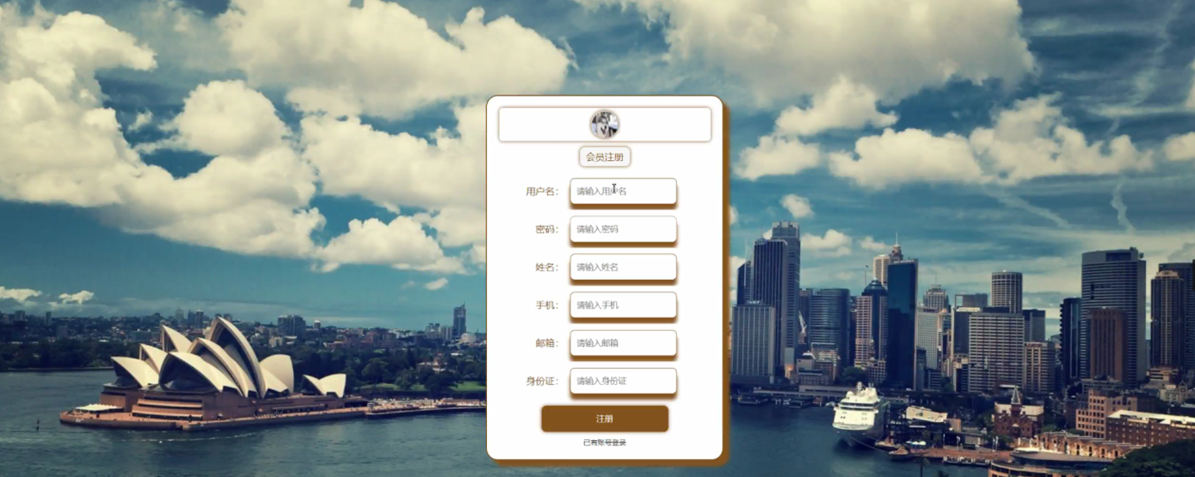 会员注册
用户名： 请输入用户名
密码： 请输入密码
姓名： 请输入姓名
手机： 请输入手机
邮箱： 请输入邮箱
身份证： 请输入身份证
注册
已有账号登录